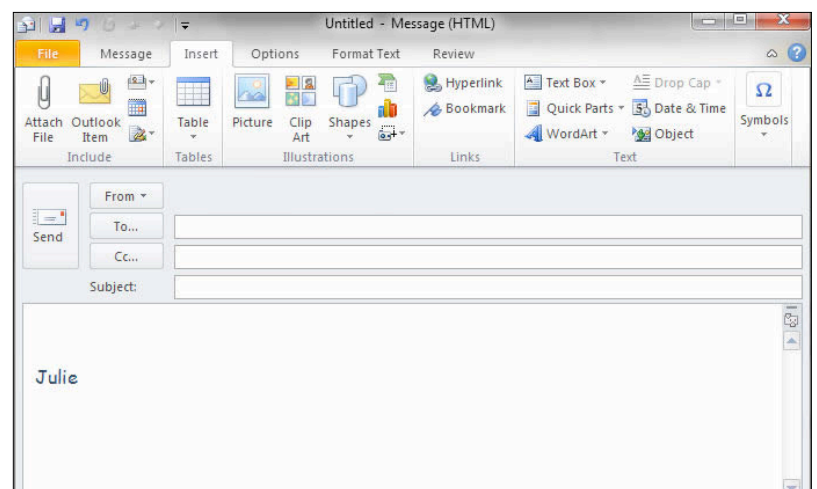 Untitled - Message (HTML)
File Message Insert Options Format Text Review
Attach File
Outlook Item
Include
Table
Tables
Picture
Clip Art
Shapes
Illustrations
Hyperlink
Bookmark
Links
Text Box
Quick Parts
WordArt
Drop Cap
Date & Time
Object
Text
Ω
Symbols
Send
From
To...
Cc...
Subject:
Julie